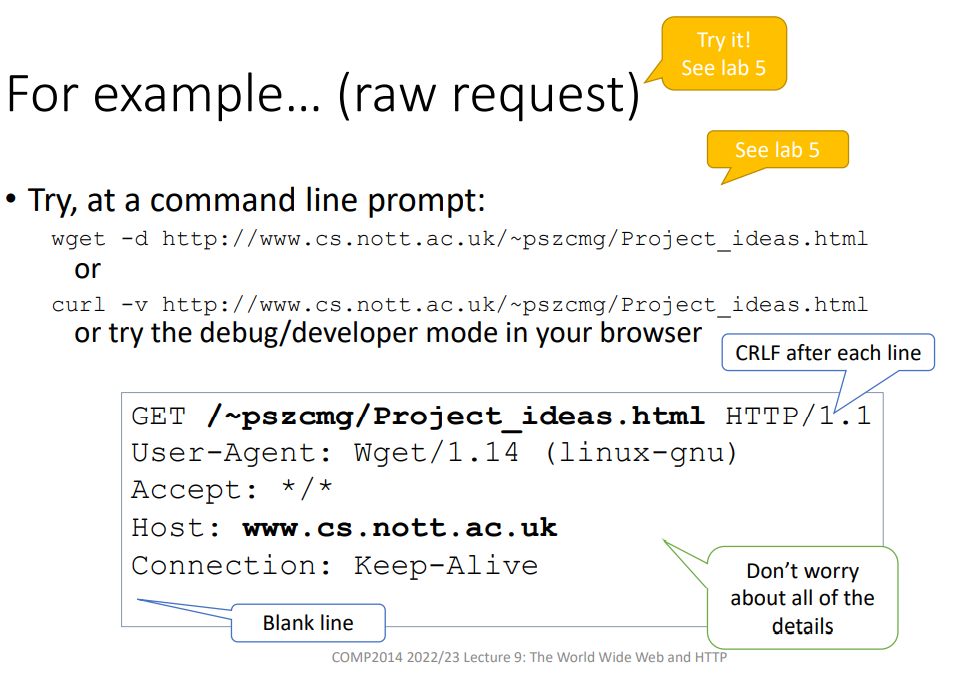 Try it!
See lab 5
For example... (raw request)
See lab 5
• Try, at a command line prompt:
wget -d http://www.cs.nott.ac.uk/~pszcmg/Project_ideas.html
or
curl -v http://www.cs.nott.ac.uk/~pszcmg/Project_ideas.html
or try the debug/developer mode in your browser
CRLF after each line
GET /~pszcmg/Project_ideas.html HTTP/1.1
User-Agent: Wget/1.14 (linux-gnu)
Accept: */*
Host: www.cs.nott.ac.uk
Connection: Keep-Alive
Don’t worry
about all of the
details
Blank line
COMP2014 2022/23 Lecture 9: The World Wide Web and HTTP